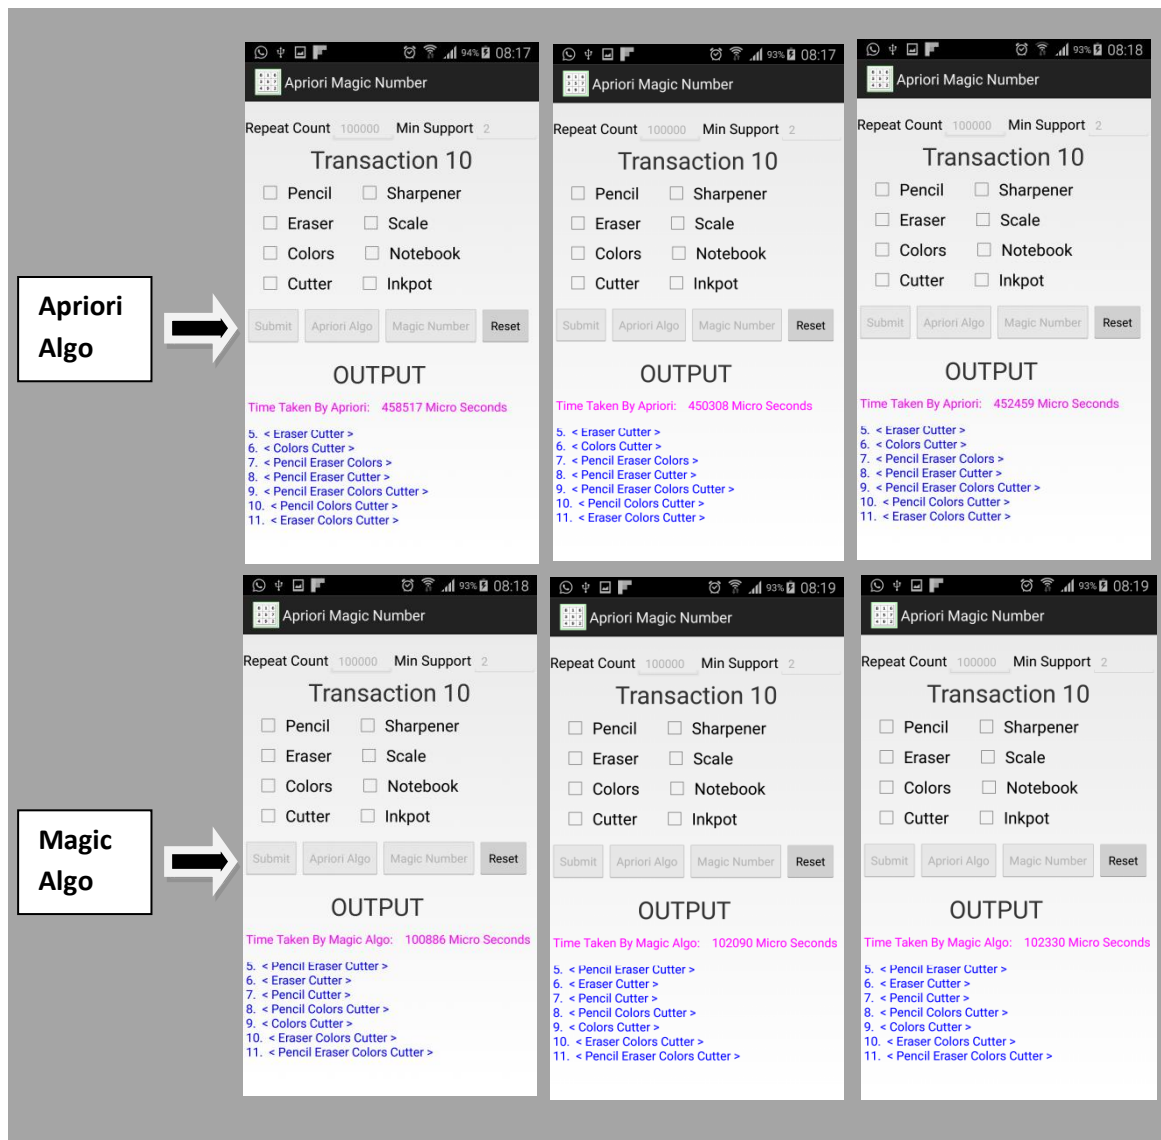 94% 08:17
Apriori Magic Number
Repeat Count 100000 Min Support 2
Transaction 10
Pencil Sharpener
Eraser Scale
Colors Notebook
Cutter Inkpot
Submit Apriori Algo Magic Number Reset
OUTPUT
Time Taken By Apriori: 458517 Micro Seconds
5. < Eraser Cutter >
6. < Colors Cutter >
7. < Pencil Eraser Colors >
8. < Pencil Eraser Cutter >
9. < Pencil Eraser Colors Cutter >
10. < Pencil Colors Cutter >
11. < Eraser Colors Cutter >
93% 08:17
Apriori Magic Number
Repeat Count 100000 Min Support 2
Transaction 10
Pencil Sharpener
Eraser Scale
Colors Notebook
Cutter Inkpot
Submit Apriori Algo Magic Number Reset
OUTPUT
Time Taken By Apriori: 450308 Micro Seconds
5. < Eraser Cutter >
6. < Colors Cutter >
7. < Pencil Eraser Colors >
8. < Pencil Eraser Cutter >
9. < Pencil Eraser Colors Cutter >
10. < Pencil Colors Cutter >
11. < Eraser Colors Cutter >
93% 08:18
Apriori Magic Number
Repeat Count 100000 Min Support 2
Transaction 10
Pencil Sharpener
Eraser Scale
Colors Notebook
Cutter Inkpot
Submit Apriori Algo Magic Number Reset
OUTPUT
Time Taken By Apriori: 452459 Micro Seconds
5. < Eraser Cutter >
6. < Colors Cutter >
7. < Pencil Eraser Colors >
8. < Pencil Eraser Cutter >
9. < Pencil Eraser Colors Cutter >
10. < Pencil Colors Cutter >
11. < Eraser Colors Cutter >
Apriori
Algo
93% 08:18
Apriori Magic Number
Repeat Count 100000 Min Support 2
Transaction 10
Pencil Sharpener
Eraser Scale
Colors Notebook
Cutter Inkpot
Submit Apriori Algo Magic Number Reset
OUTPUT
Time Taken By Magic Algo: 100886 Micro Seconds
5. < Pencil Eraser Cutter >
6. < Eraser Cutter >
7. < Pencil Cutter >
8. < Pencil Colors Cutter >
9. < Colors Cutter >
10. < Eraser Colors Cutter >
11. < Pencil Eraser Colors Cutter >
93% 08:19
Apriori Magic Number
Repeat Count 100000 Min Support 2
Transaction 10
Pencil Sharpener
Eraser Scale
Colors Notebook
Cutter Inkpot
Submit Apriori Algo Magic Number Reset
OUTPUT
Time Taken By Magic Algo: 102090 Micro Seconds
5. < Pencil Eraser Cutter >
6. < Eraser Cutter >
7. < Pencil Cutter >
8. < Pencil Colors Cutter >
9. < Colors Cutter >
10. < Eraser Colors Cutter >
11. < Pencil Eraser Colors Cutter >
93% 08:19
Apriori Magic Number
Repeat Count 100000 Min Support 2
Transaction 10
Pencil Sharpener
Eraser Scale
Colors Notebook
Cutter Inkpot
Submit Apriori Algo Magic Number Reset
OUTPUT
Time Taken By Magic Algo: 102330 Micro Seconds
5. < Pencil Eraser Cutter >
6. < Eraser Cutter >
7. < Pencil Cutter >
8. < Pencil Colors Cutter >
9. < Colors Cutter >
10. < Eraser Colors Cutter >
11. < Pencil Eraser Colors Cutter >
Magic
Algo